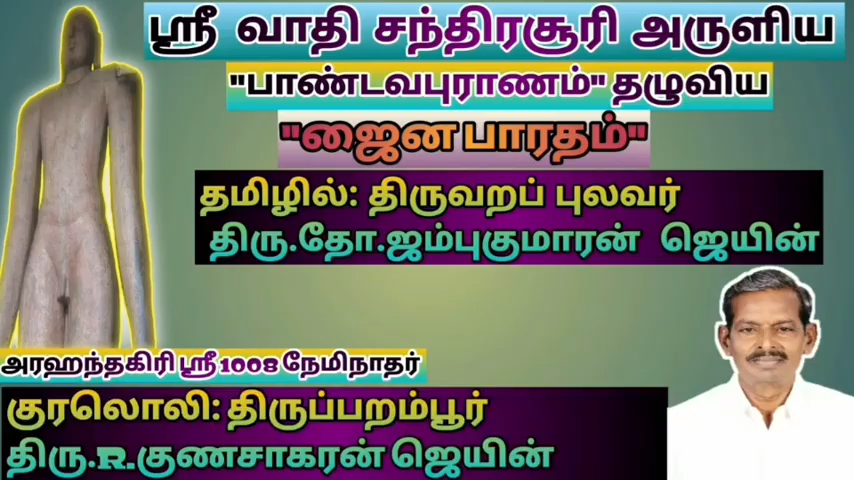 ஸ்ரீ வாதி சந்திரசூரி அருளிய
"பாண்டவபுராணம்" தழுவிய
"ஜைன பாரதம்"
தமிழில்: திருவறப் புலவர்
திரு.தோ.ஜம்புகுமாரன் ஜெயின்
அரஹந்தகிரி ஸ்ரீ 1008 நேமிநாதர்
குரலொலி: திருப்பறம்பூர்
திரு.R.குணசாகரன் ஜெயின்